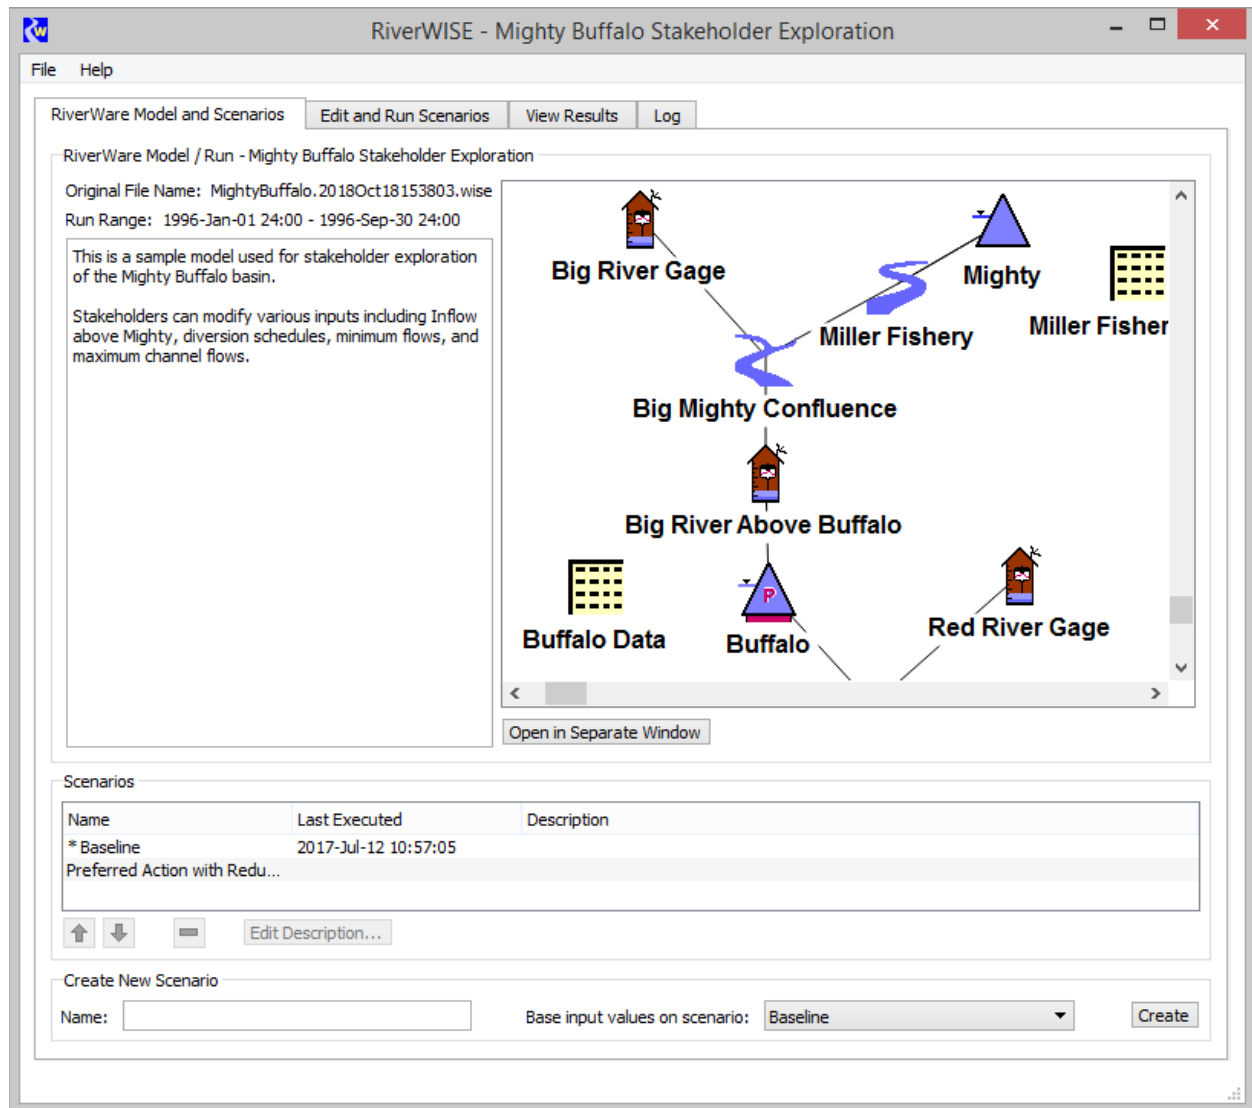 RiverWISE - Mighty Buffalo Stakeholder Exploration
File Help
RiverWare Model and Scenarios Edit and Run Scenarios View Results Log
RiverWare Model / Run - Mighty Buffalo Stakeholder Exploration
Original File Name: MightyBuffalo.2018Oct18153803.wise
Run Range: 1996-Jan-01 24:00 - 1996-Sep-30 24:00
This is a sample model used for stakeholder exploration
of the Mighty Buffalo basin.
Stakeholders can modify various inputs including Inflow
above Mighty, diversion schedules, minimum flows, and
maximum channel flows.
Big River Gage
Mighty
Miller Fishery
Miller Fisher
Big Mighty Confluence
Big River Above Buffalo
Buffalo Data
P
Buffalo
Red River Gage
Open in Separate Window
Scenarios
Name Last Executed Description
* Baseline 2017-Jul-12 10:57:05
Preferred Action with Redu...
Edit Description...
Create New Scenario
Name: Base input values on scenario: Baseline Create